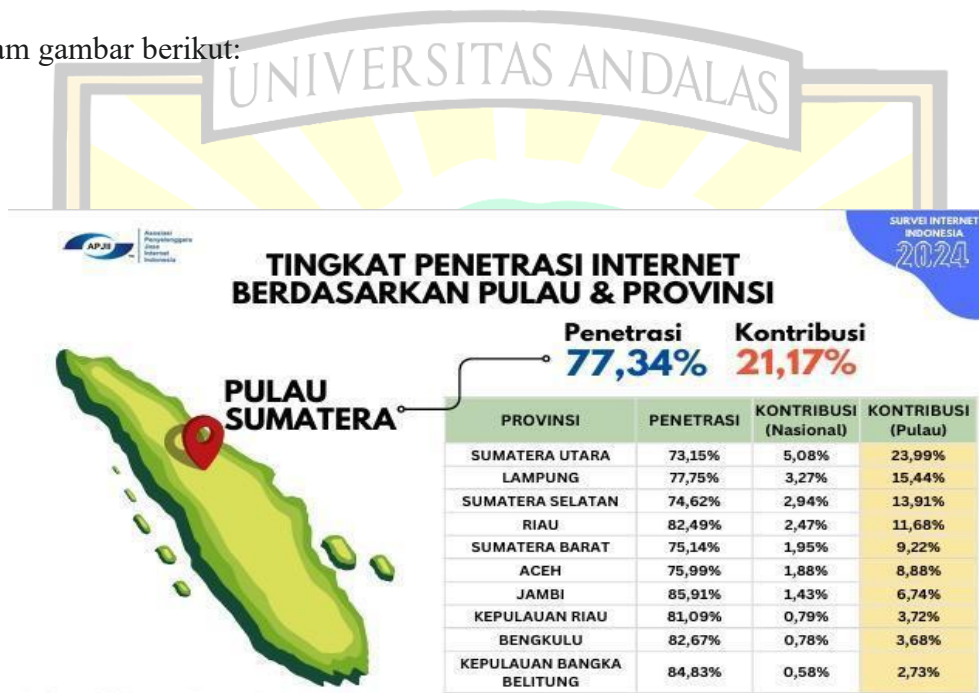 am gambar berikut:
UNIVERSITAS ANDALAS
APJII
Asosiasi
Penyelenggara
Jasa
Internet
Indonesia
SURVEI INTERNET
INDONESIA
2024
TINGKAT PENETRASI INTERNET
BERDASARKAN PULAU & PROVINSI
Penetrasi Kontribusi
77,34% 21,17%
PULAU
SUMATERA
PROVINSI PENETRASI KONTRIBUSI (Nasional) KONTRIBUSI (Pulau)
SUMATERA UTARA 73,15% 5,08% 23,99%
LAMPUNG 77,75% 3,27% 15,44%
SUMATERA SELATAN 74,62% 2,94% 13,91%
RIAU 82,49% 2,47% 11,68%
SUMATERA BARAT 75,14% 1,95% 9,22%
ACEH 75,99% 1,88% 8,88%
JAMBI 85,91% 1,43% 6,74%
KEPULAUAN RIAU 81,09% 0,79% 3,72%
BENGKULU 82,67% 0,78% 3,68%
KEPULAUAN BANGKA BELITUNG 84,83% 0,58% 2,73%